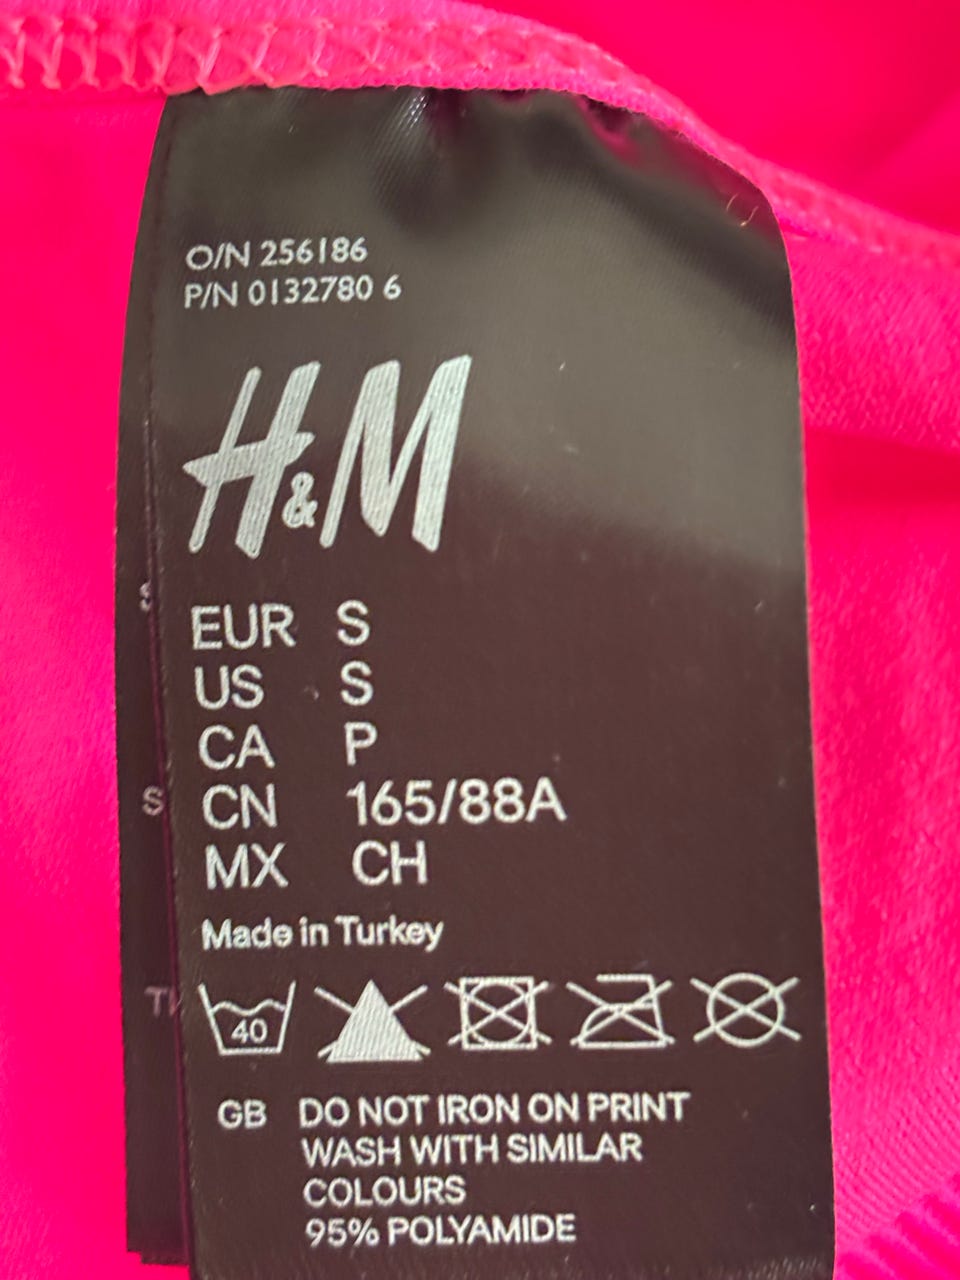 O/N 256186
P/N 0132780 6
H&M
EUR S
US S
CA P
CN 165/88A
MX CH
Made in Turkey
40
GB DO NOT IRON ON PRINT
WASH WITH SIMILAR
COLOURS
95% POLYAMIDE